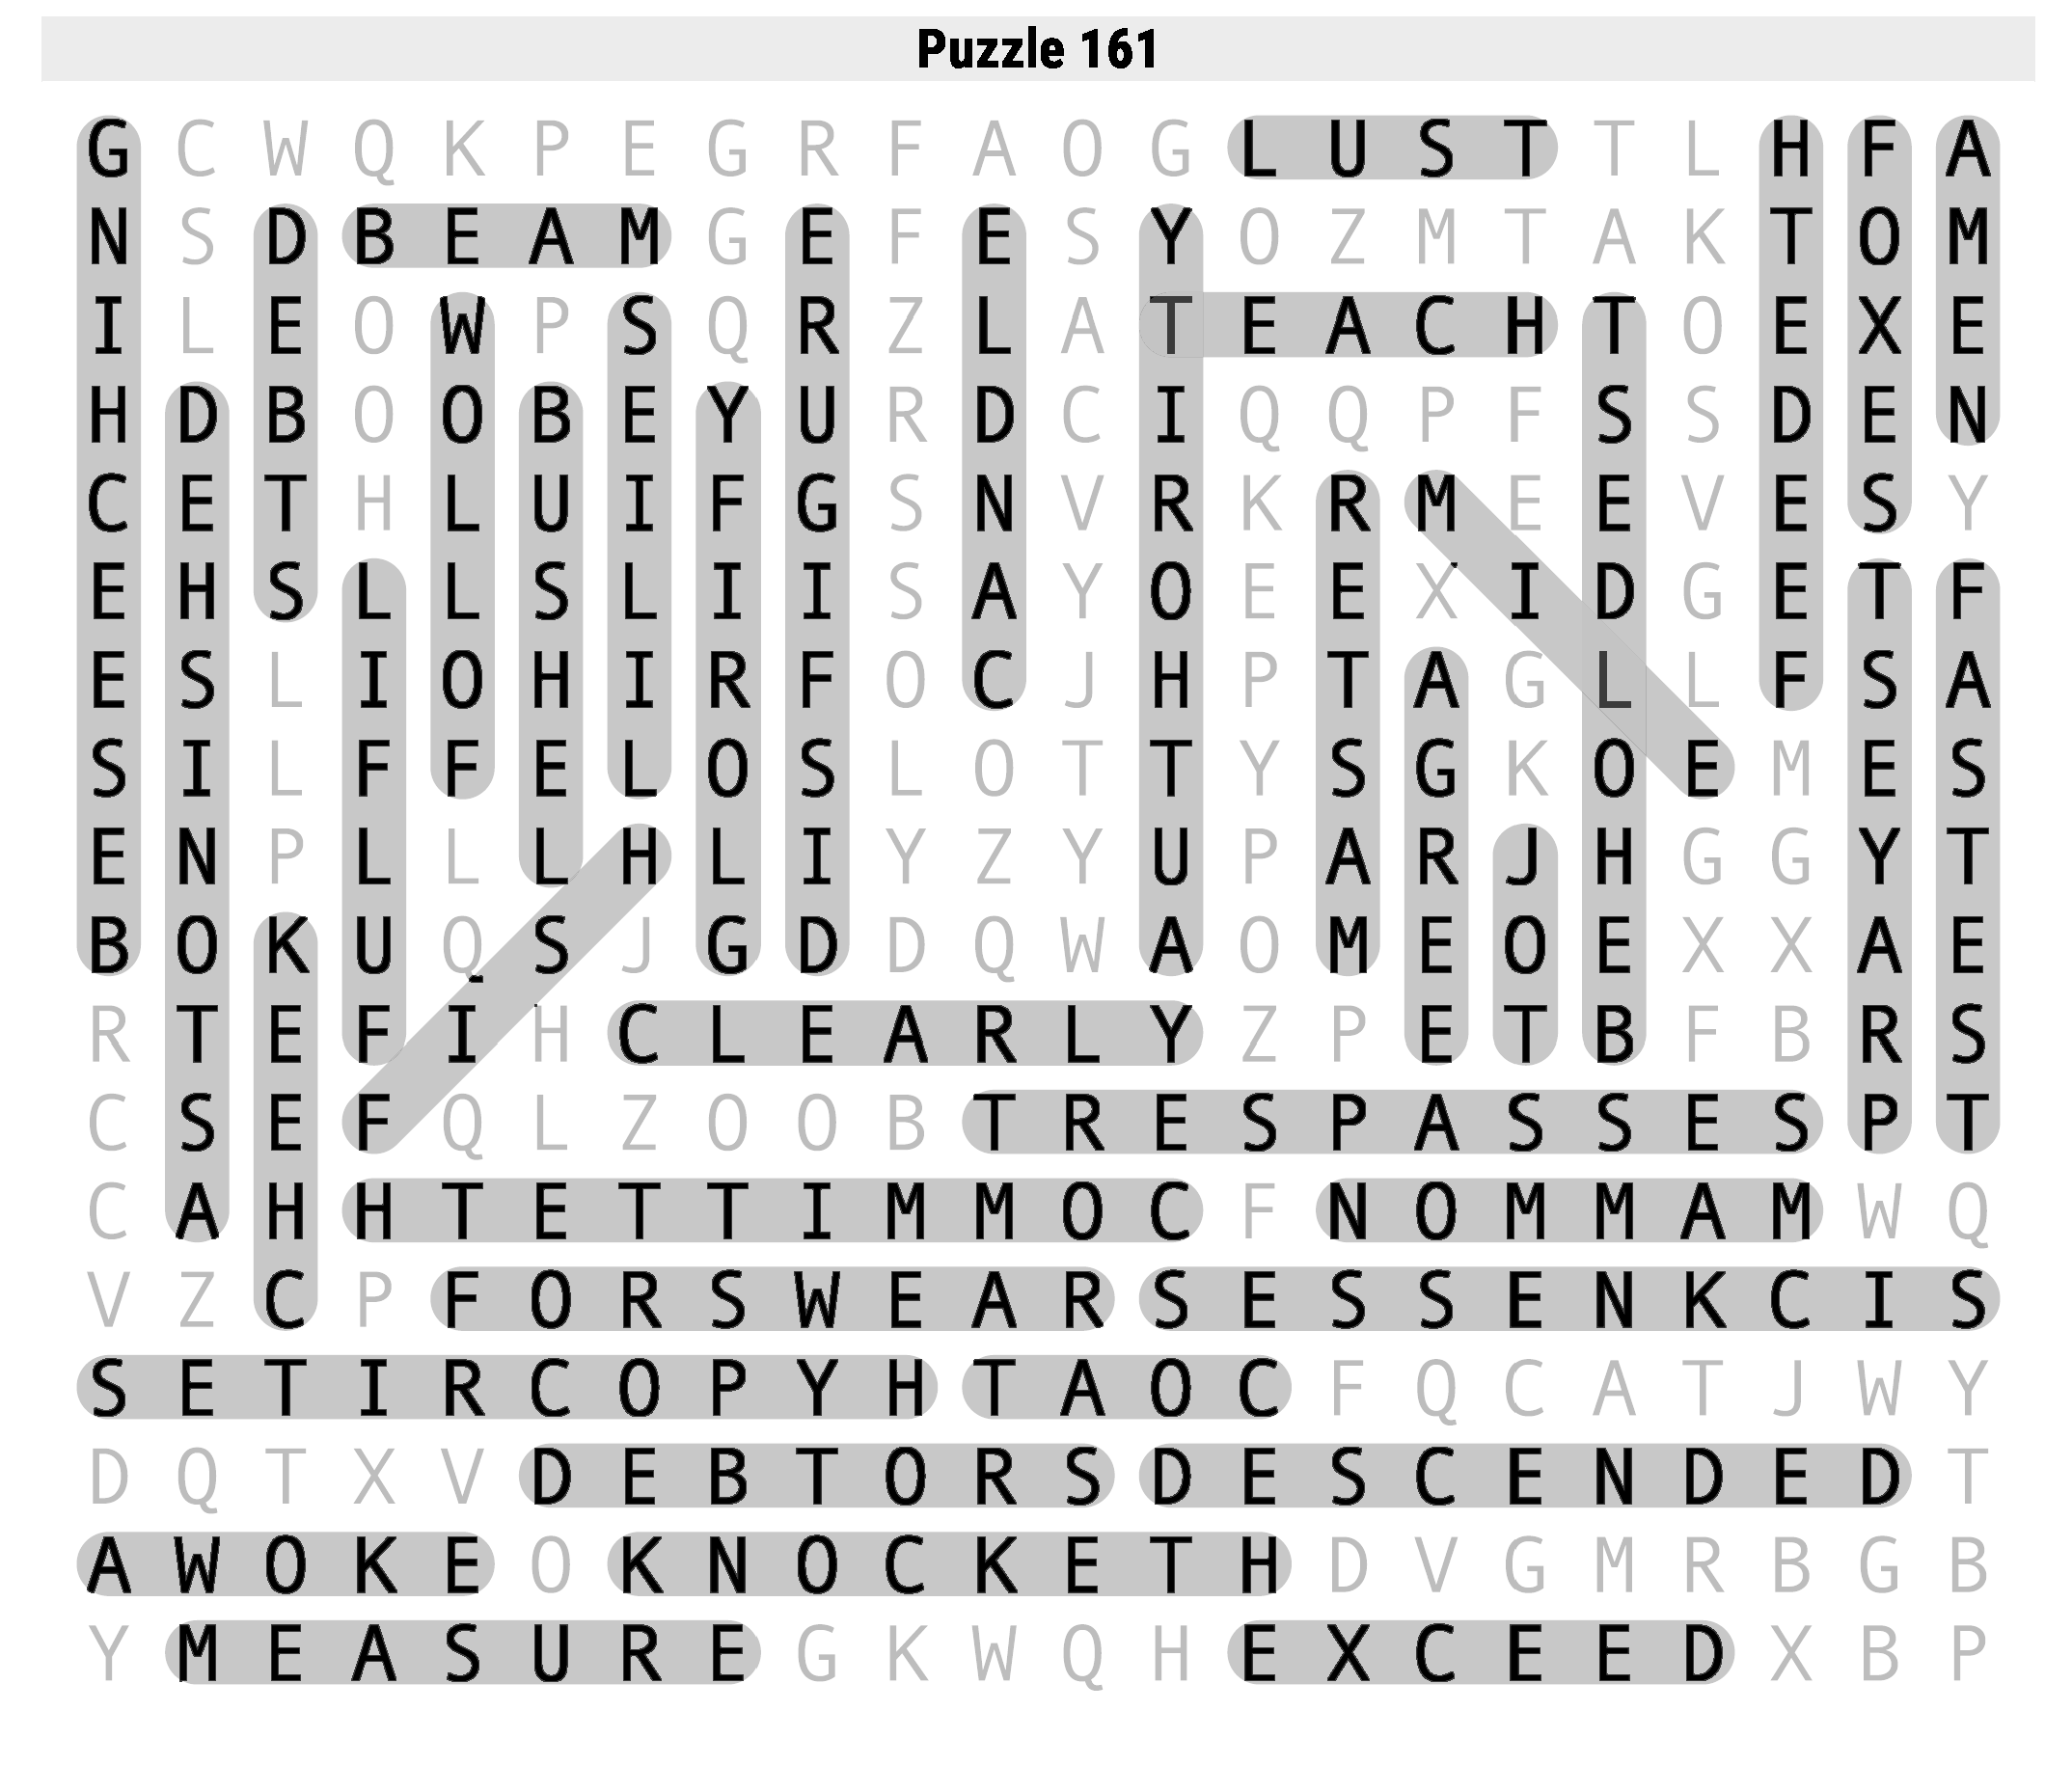 Puzzle 161
G C W Q K P E G R F A O G L U S T T L H F A
N S D B E A M G E F E S Y O Z M T A K T O M
I L E O W P S Q R Z L A T E A C H T O E X E
H D B O O B E Y U R D C I Q Q P F S S D E N
C E T H L U I F G S N V R K R M E E V E S Y
E H S L L S L I I S A Y O E E X I D G E T F
E S L I O H I R F O C J H P T A G L L F S A
S I L F F E L O S L O T T Y S G K O E M E S
E N P L L L H L I Y Z Y U P A R J H G G Y T
B O K U Q S J G D D Q W A O M E O E X X A E
R T E F I H C L E A R L Y Z P E T B F B R S
C S E F Q L Z O O B T R E S P A S S E S P T
C A H H T E T T I M M O C F N O M M A M W Q
V Z C P F O R S W E A R S E S S E N K C I S
S E T I R C O P Y H T A O C F Q C A T J W Y
D Q T X V D E B T O R S D E S C E N D E D T
A W O K E O K N O C K E T H D V G M R B G B
Y M E A S U R E G K W Q H E X C E E D X B P